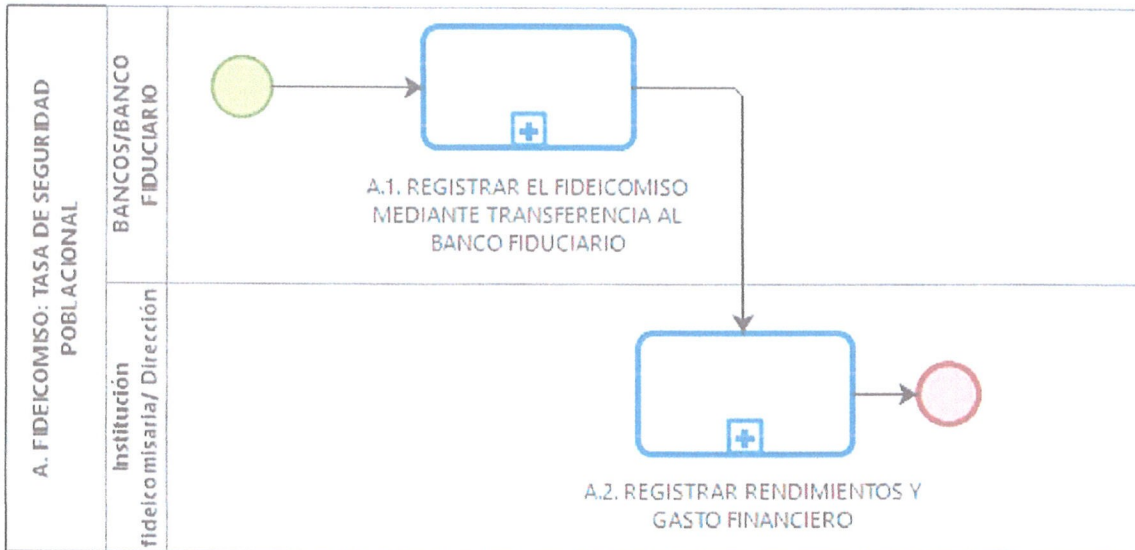 A. FIDEICOMISO: TASA DE SEGURIDAD
POBLACIONAL
BANCOS/BANCO
FIDUCIARIO
A.1. REGISTRAR EL FIDEICOMISO
MEDIANTE TRANSFERENCIA AL
BANCO FIDUCIARIO
Institución
fideicomisaria/ Dirección
A.2. REGISTRAR RENDIMIENTOS Y
GASTO FINANCIERO